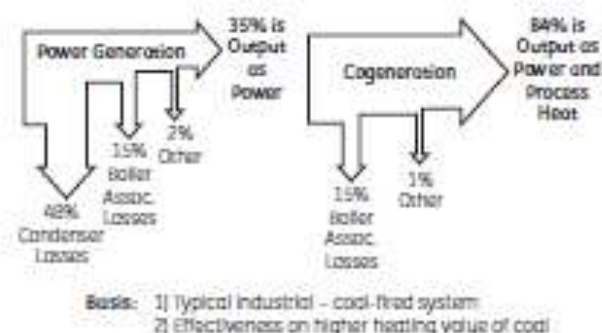 Power Generation
35% is
Output
as
Power
2%
Other
15%
Boiler
Assoc.
Losses
48%
Condenser
Losses
Cogeneration
84% is
Output as
Power and
Process
Heat
1%
Other
15%
Boiler
Assoc.
Losses
Basis: 1) Typical industrial – coal-fired system
2) Effectiveness on higher heating value of coal